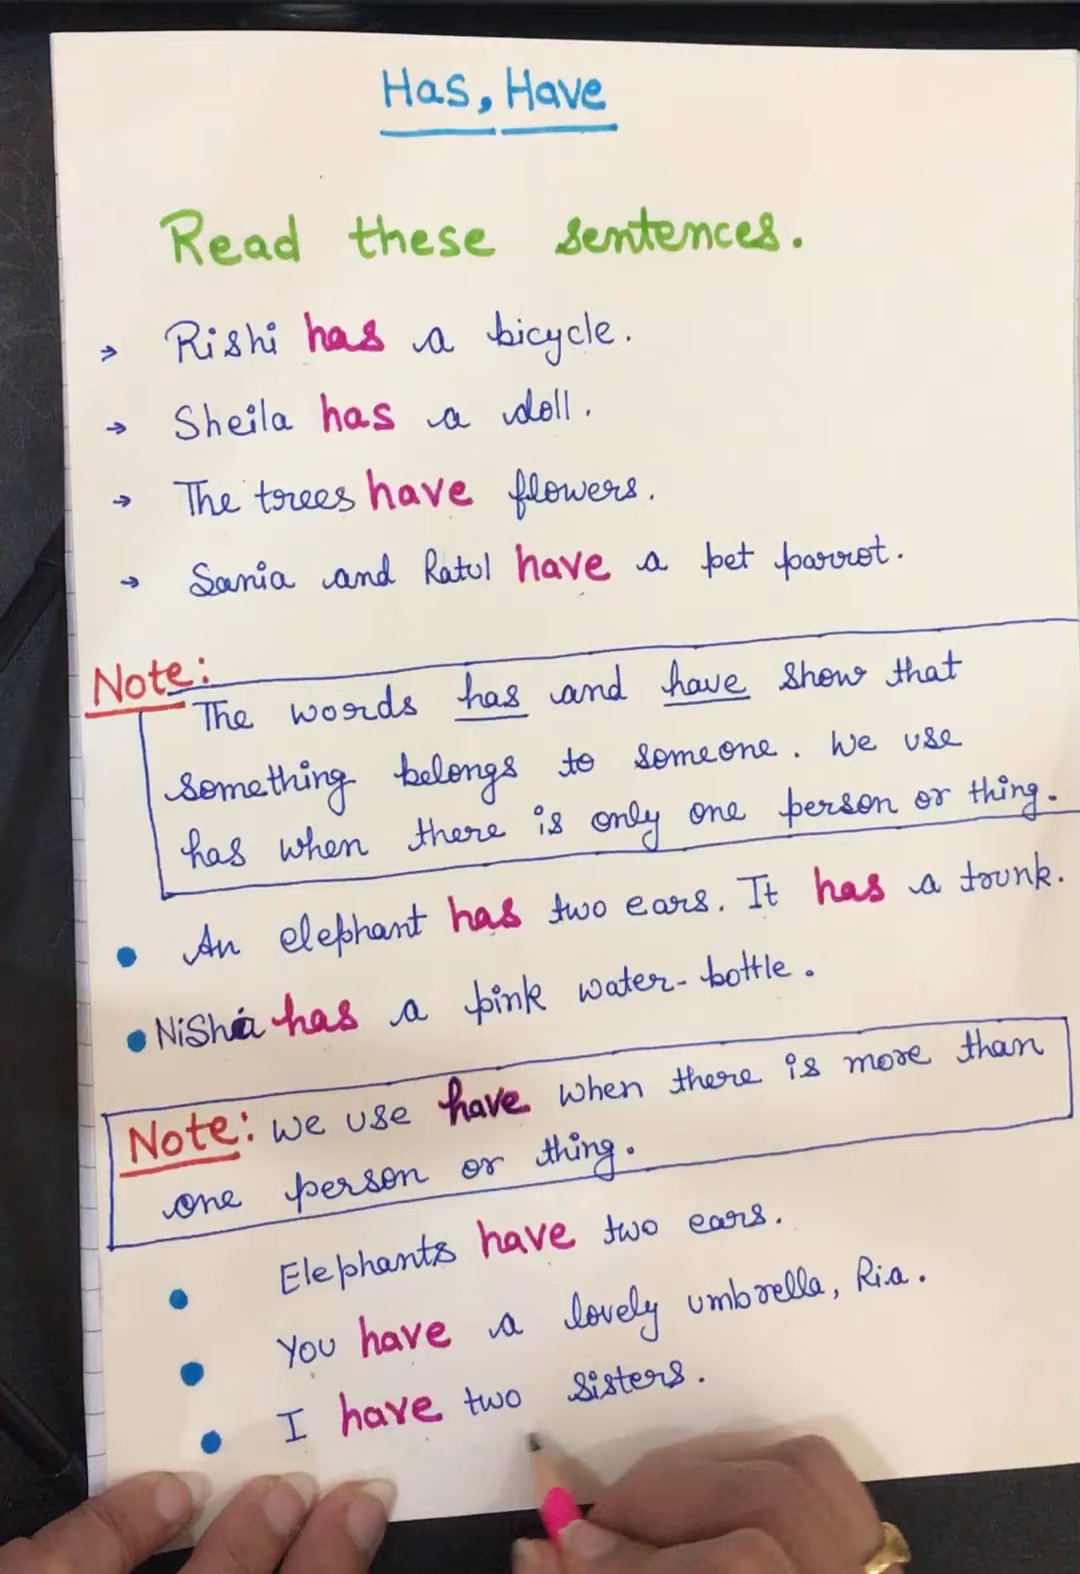 Has, Have
Read these sentences.
→ Rishi has a bicycle.
→ Sheila has a doll.
→ The trees have flowers.
→ Sania and Ratul have a pet parrot.
Note:
The words has and have show that
something belongs to someone. We use
has when there is only one person or thing.
• An elephant has two ears. It has a trunk.
• Nisha has a pink water-bottle.
Note: We use have when there is more than
one person or thing.
• Elephants have two ears.
• You have a lovely umbrella, Ria.
• I have two sisters.